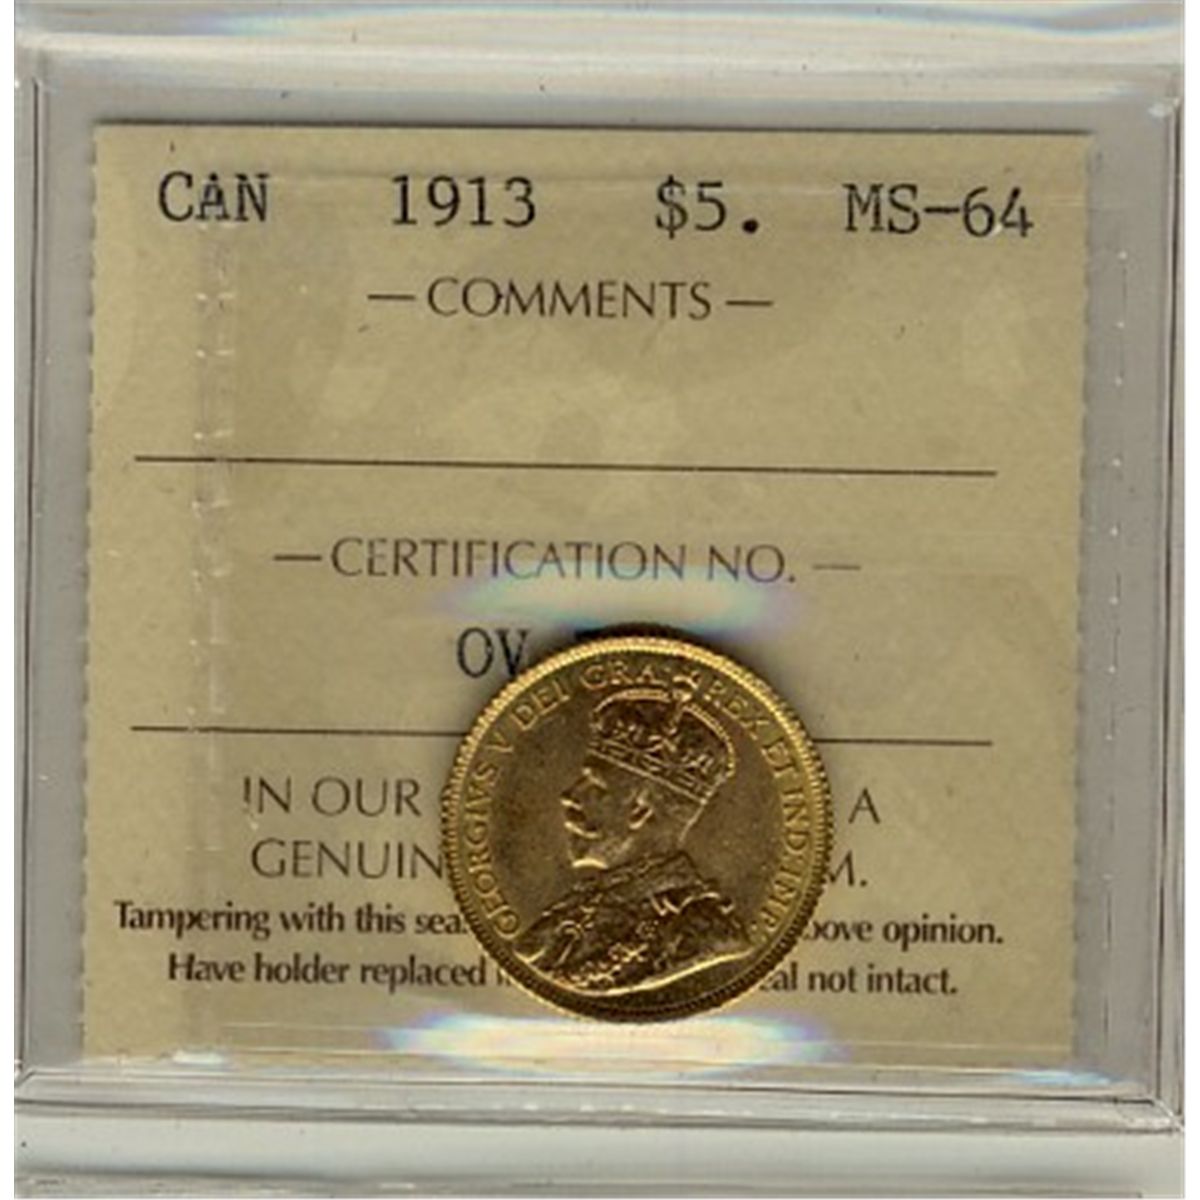 CAN 1913 $5. MS-64
— COMMENTS —
— CERTIFICATION NO. —
OV
GEORGIVS V DEI GRA: REX ET IND: IMP:
IN OUR A
GENUIN M.
Tampering with this sea ove opinion.
Have holder replaced al not intact.